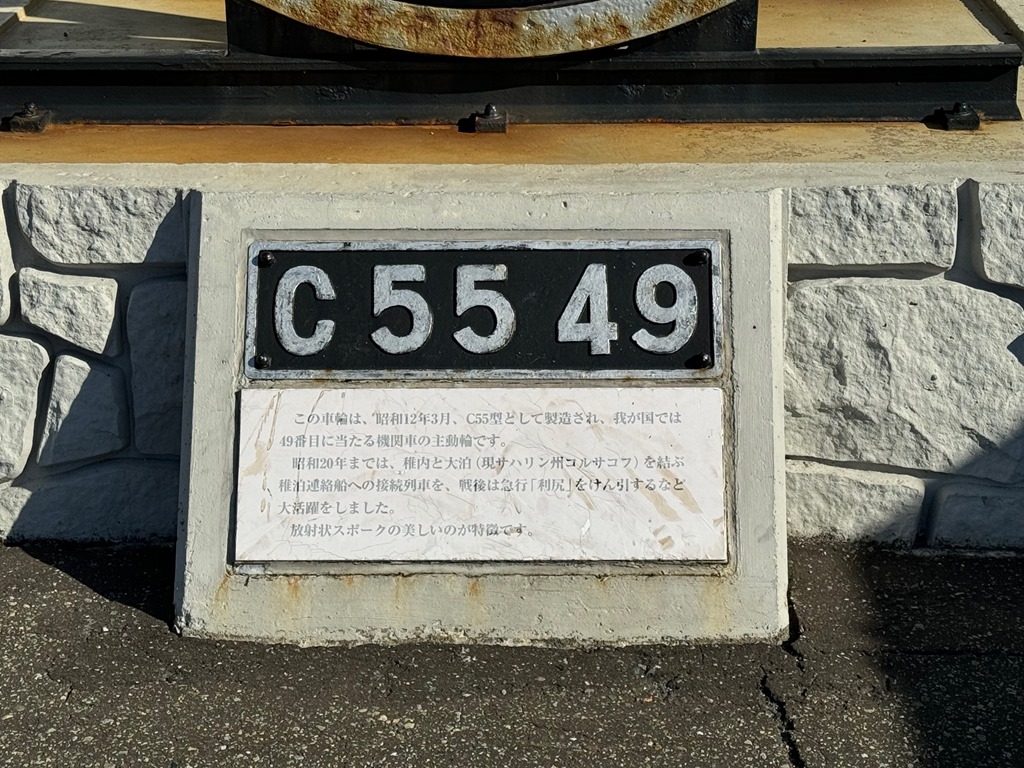 C55 49
この車輪は、昭和12年3月、C55型として製造され、我が国では
49番目に当たる機関車の主動輪です。
昭和20年までは、稚内と大泊(現サハリン州コルサコフ)を結ぶ
稚泊連絡船への接続列車を、戦後は急行「利尻」をけん引するなど
大活躍をしました。
放射状スポークの美しいのが特徴です。